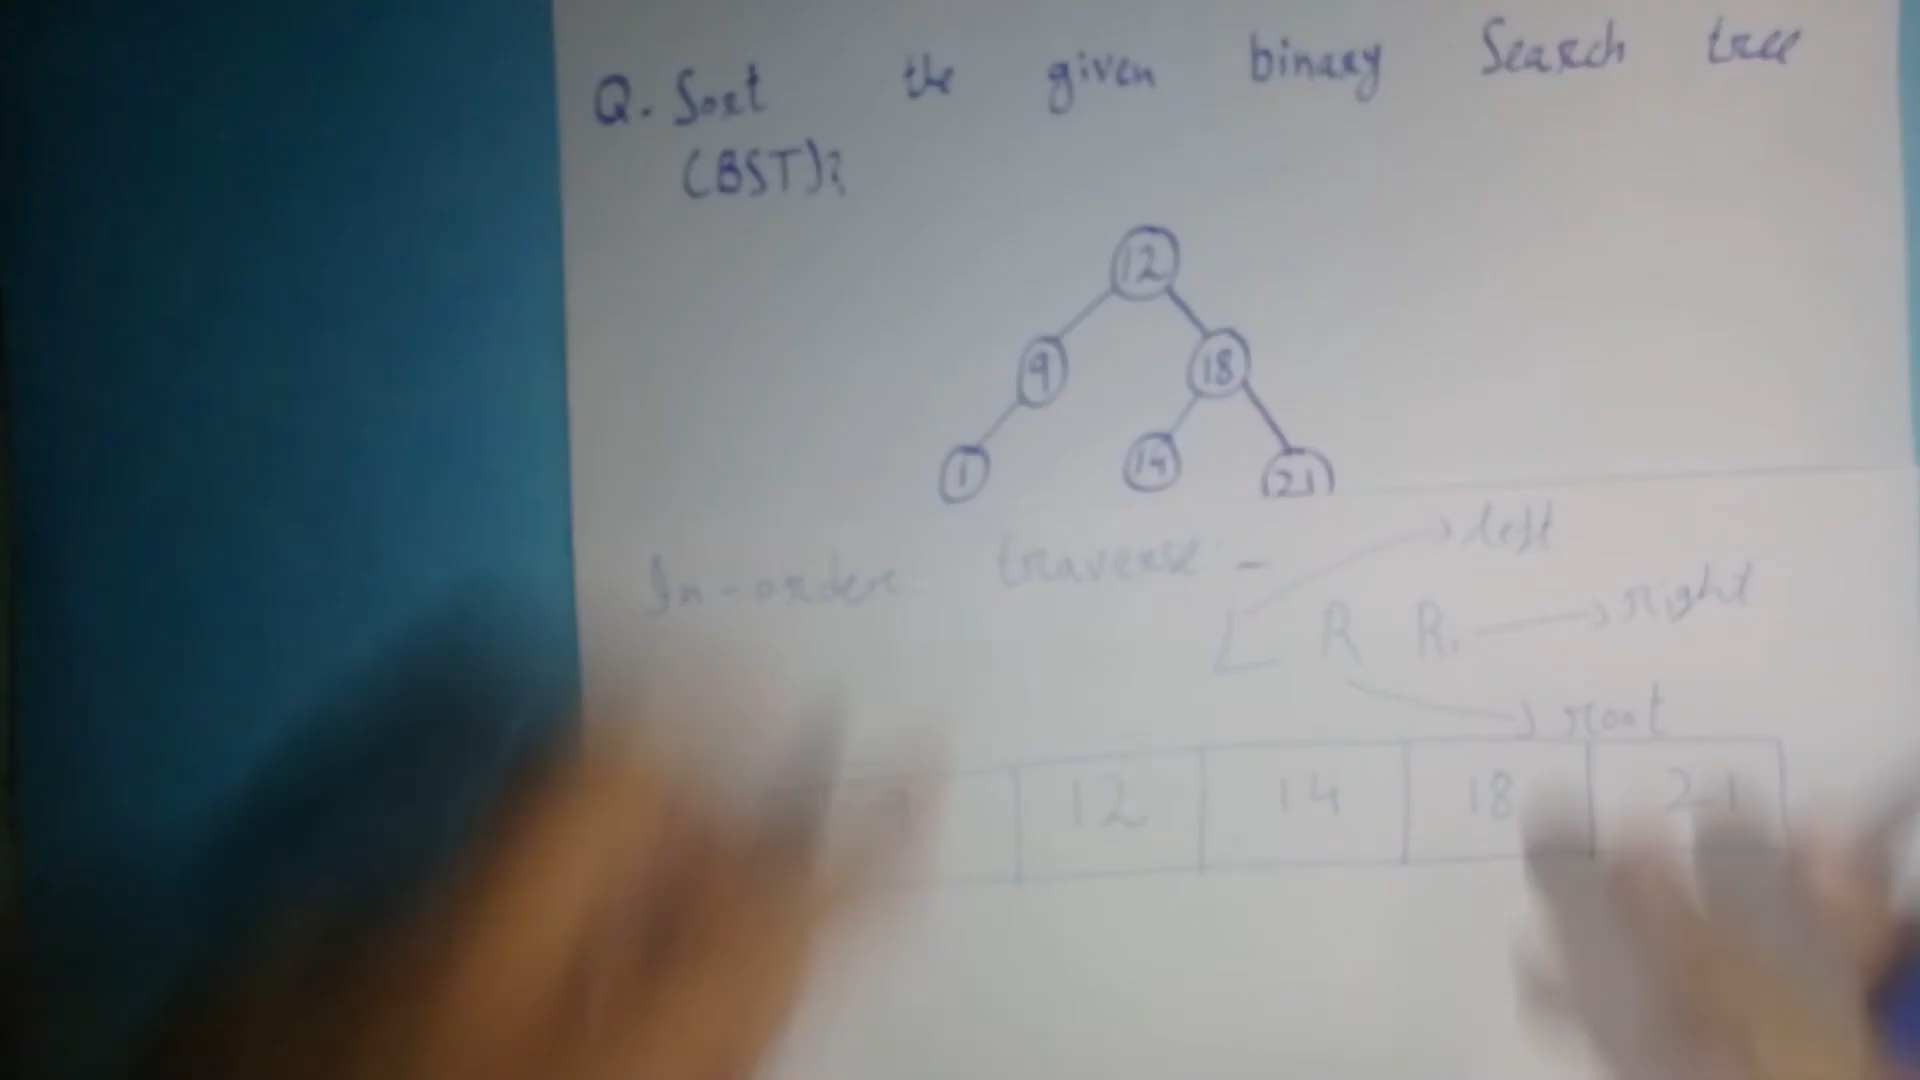 Q. Sort the given binary Search tree
(BST)?
12
9 18
1 14 21
In-order traverse -
left
L R R. right
root
9 12 14 18 21